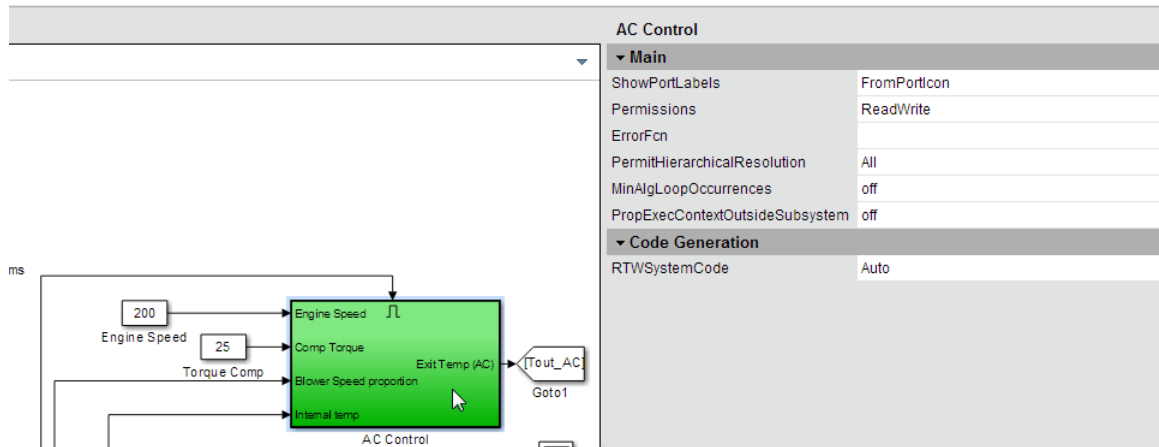 AC Control
Main
ShowPortLabels FromPortIcon
Permissions ReadWrite
ErrorFcn
PermitHierarchicalResolution All
MinAlgLoopOccurrences off
PropExecContextOutsideSubsystem off
Code Generation
RTWSystemCode Auto
ms
200
Engine Speed
25
Torque Comp
Engine Speed
Comp Torque
Exit Temp (AC)
Blower Speed proportion
Internal temp
AC Control
[Tout_AC]
Goto1